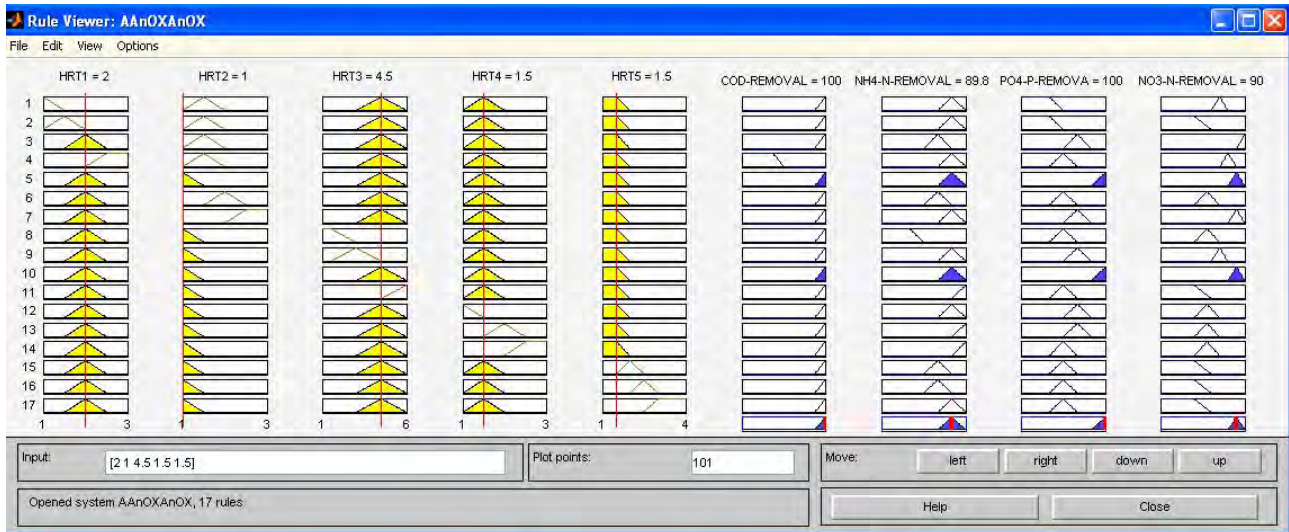 Rule Viewer: AAnOXAnOX
File Edit View Options
HRT1 = 2 HRT2 = 1 HRT3 = 4.5 HRT4 = 1.5 HRT5 = 1.5 COD-REMOVAL = 100 NH4-N-REMOVAL = 89.8 PO4-P-REMOVA = 100 NO3-N-REMOVAL = 90
1
2
3
4
5
6
7
8
9
10
11
12
13
14
15
16
17
1 3 1 3 1 6 1 3 1 4
Input: [2 1 4.5 1.5 1.5] Plot points: 101 Move: left right down up
Opened system AAnOXAnOX, 17 rules Help Close